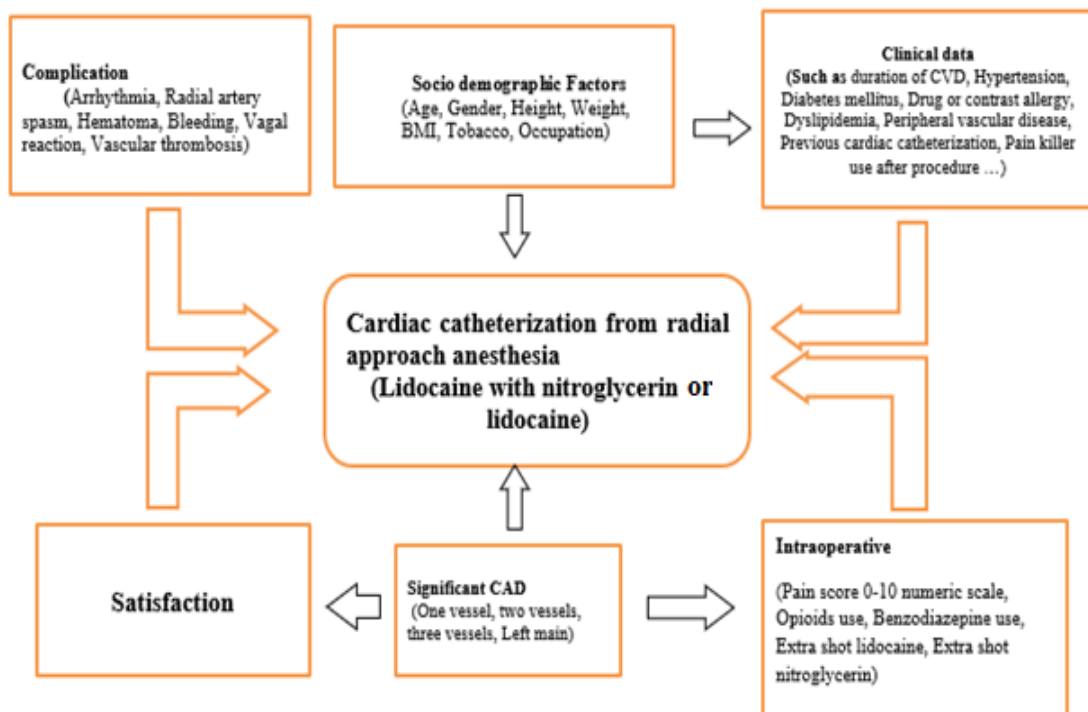 Complication
(Arrhythmia, Radial artery
spasm, Hematoma, Bleeding, Vagal
reaction, Vascular thrombosis)
Socio demographic Factors
(Age, Gender, Height, Weight,
BMI, Tobacco, Occupation)
Clinical data
(Such as duration of CVD, Hypertension,
Diabetes mellitus, Drug or contrast allergy,
Dyslipidemia, Peripheral vascular disease,
Previous cardiac catheterization, Pain killer
use after procedure …)
Cardiac catheterization from radial
approach anesthesia
(Lidocaine with nitroglycerin or
lidocaine)
Satisfaction
Significant CAD
(One vessel, two vessels,
three vessels, Left main)
Intraoperative
(Pain score 0-10 numeric scale,
Opioids use, Benzodiazepine use,
Extra shot lidocaine, Extra shot
nitroglycerin)